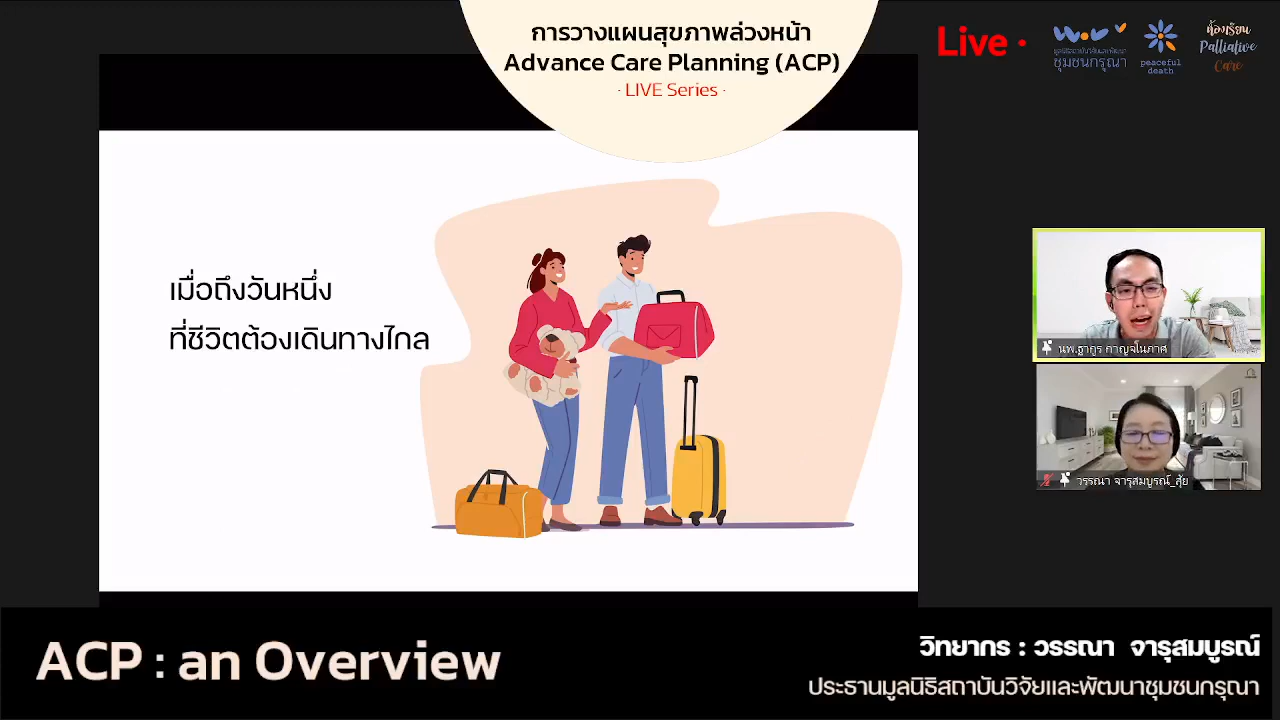 การวางแผนสุขภาพล่วงหน้า
Advance Care Planning (ACP)
· LIVE Series ·
Live ·
ชุมชนกรุณา
peaceful
death
ห้องเรียน
Palliative
Care
เมื่อถึงวันหนึ่ง
ที่ชีวิตต้องเดินทางไกล
นพ.ฐากูร กาญจโนภาศ
วรรณา จารุสมบูรณ์_สุ้ย
ACP : an Overview
วิทยากร : วรรณา จารุสมบูรณ์
ประธานมูลนิธิสถาบันวิจัยและพัฒนาชุมชนกรุณา